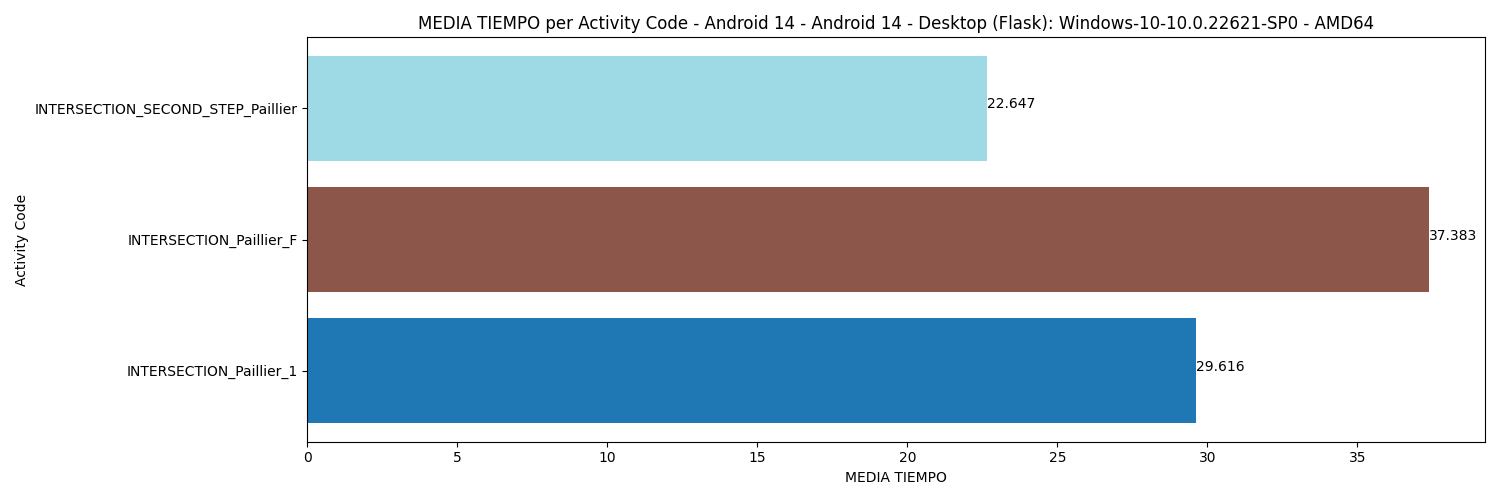 MEDIA TIEMPO per Activity Code - Android 14 - Android 14 - Desktop (Flask): Windows-10-10.0.22621-SP0 - AMD64
Activity Code
INTERSECTION_SECOND_STEP_Paillier
22.647
INTERSECTION_Paillier_F
37.383
INTERSECTION_Paillier_1
29.616
0 5 10 15 20 25 30 35
MEDIA TIEMPO